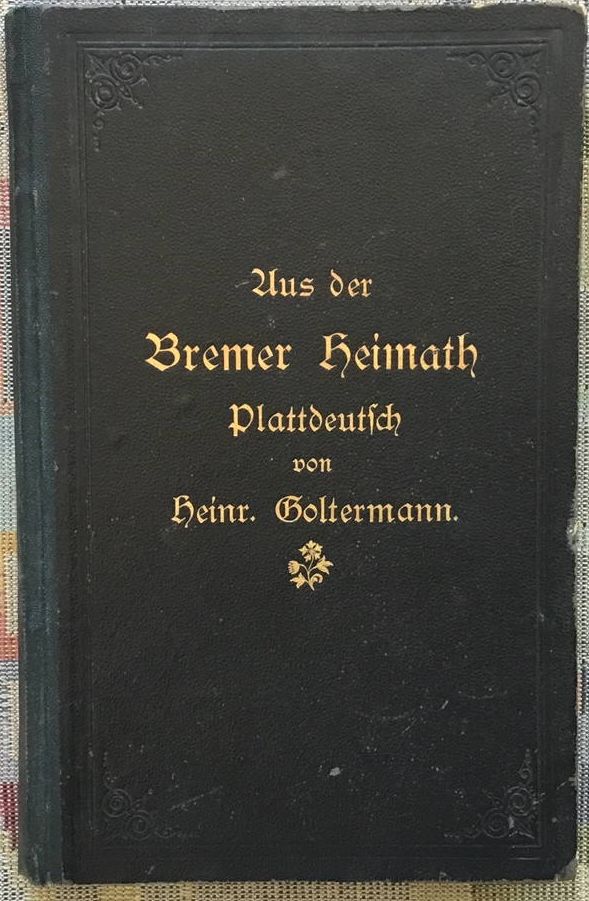 Aus der
Bremer Heimath
Plattdeutsch
von
Heinr. Goltermann.